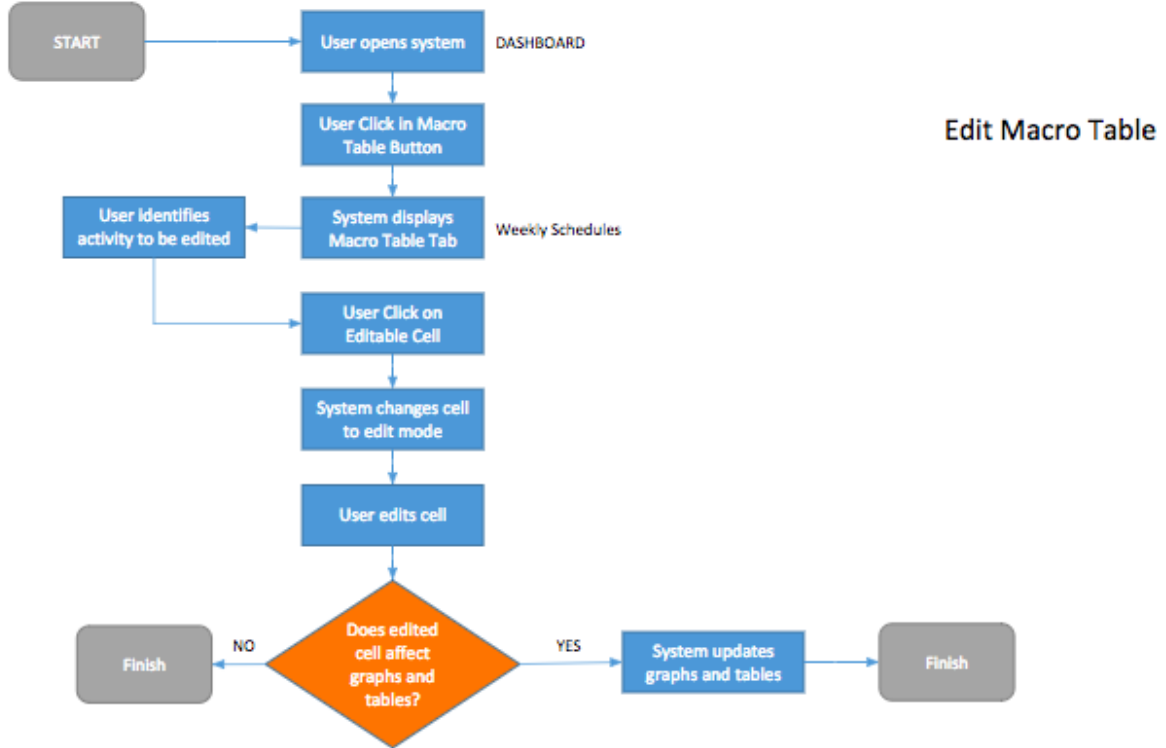 START
User opens system
DASHBOARD
User Click in Macro
Table Button
Edit Macro Table
User identifies
activity to be edited
System displays
Macro Table Tab
Weekly Schedules
User Click on
Editable Cell
System changes cell
to edit mode
User edits cell
Does edited
cell affect
graphs and
tables?
NO
Finish
YES
System updates
graphs and tables
Finish